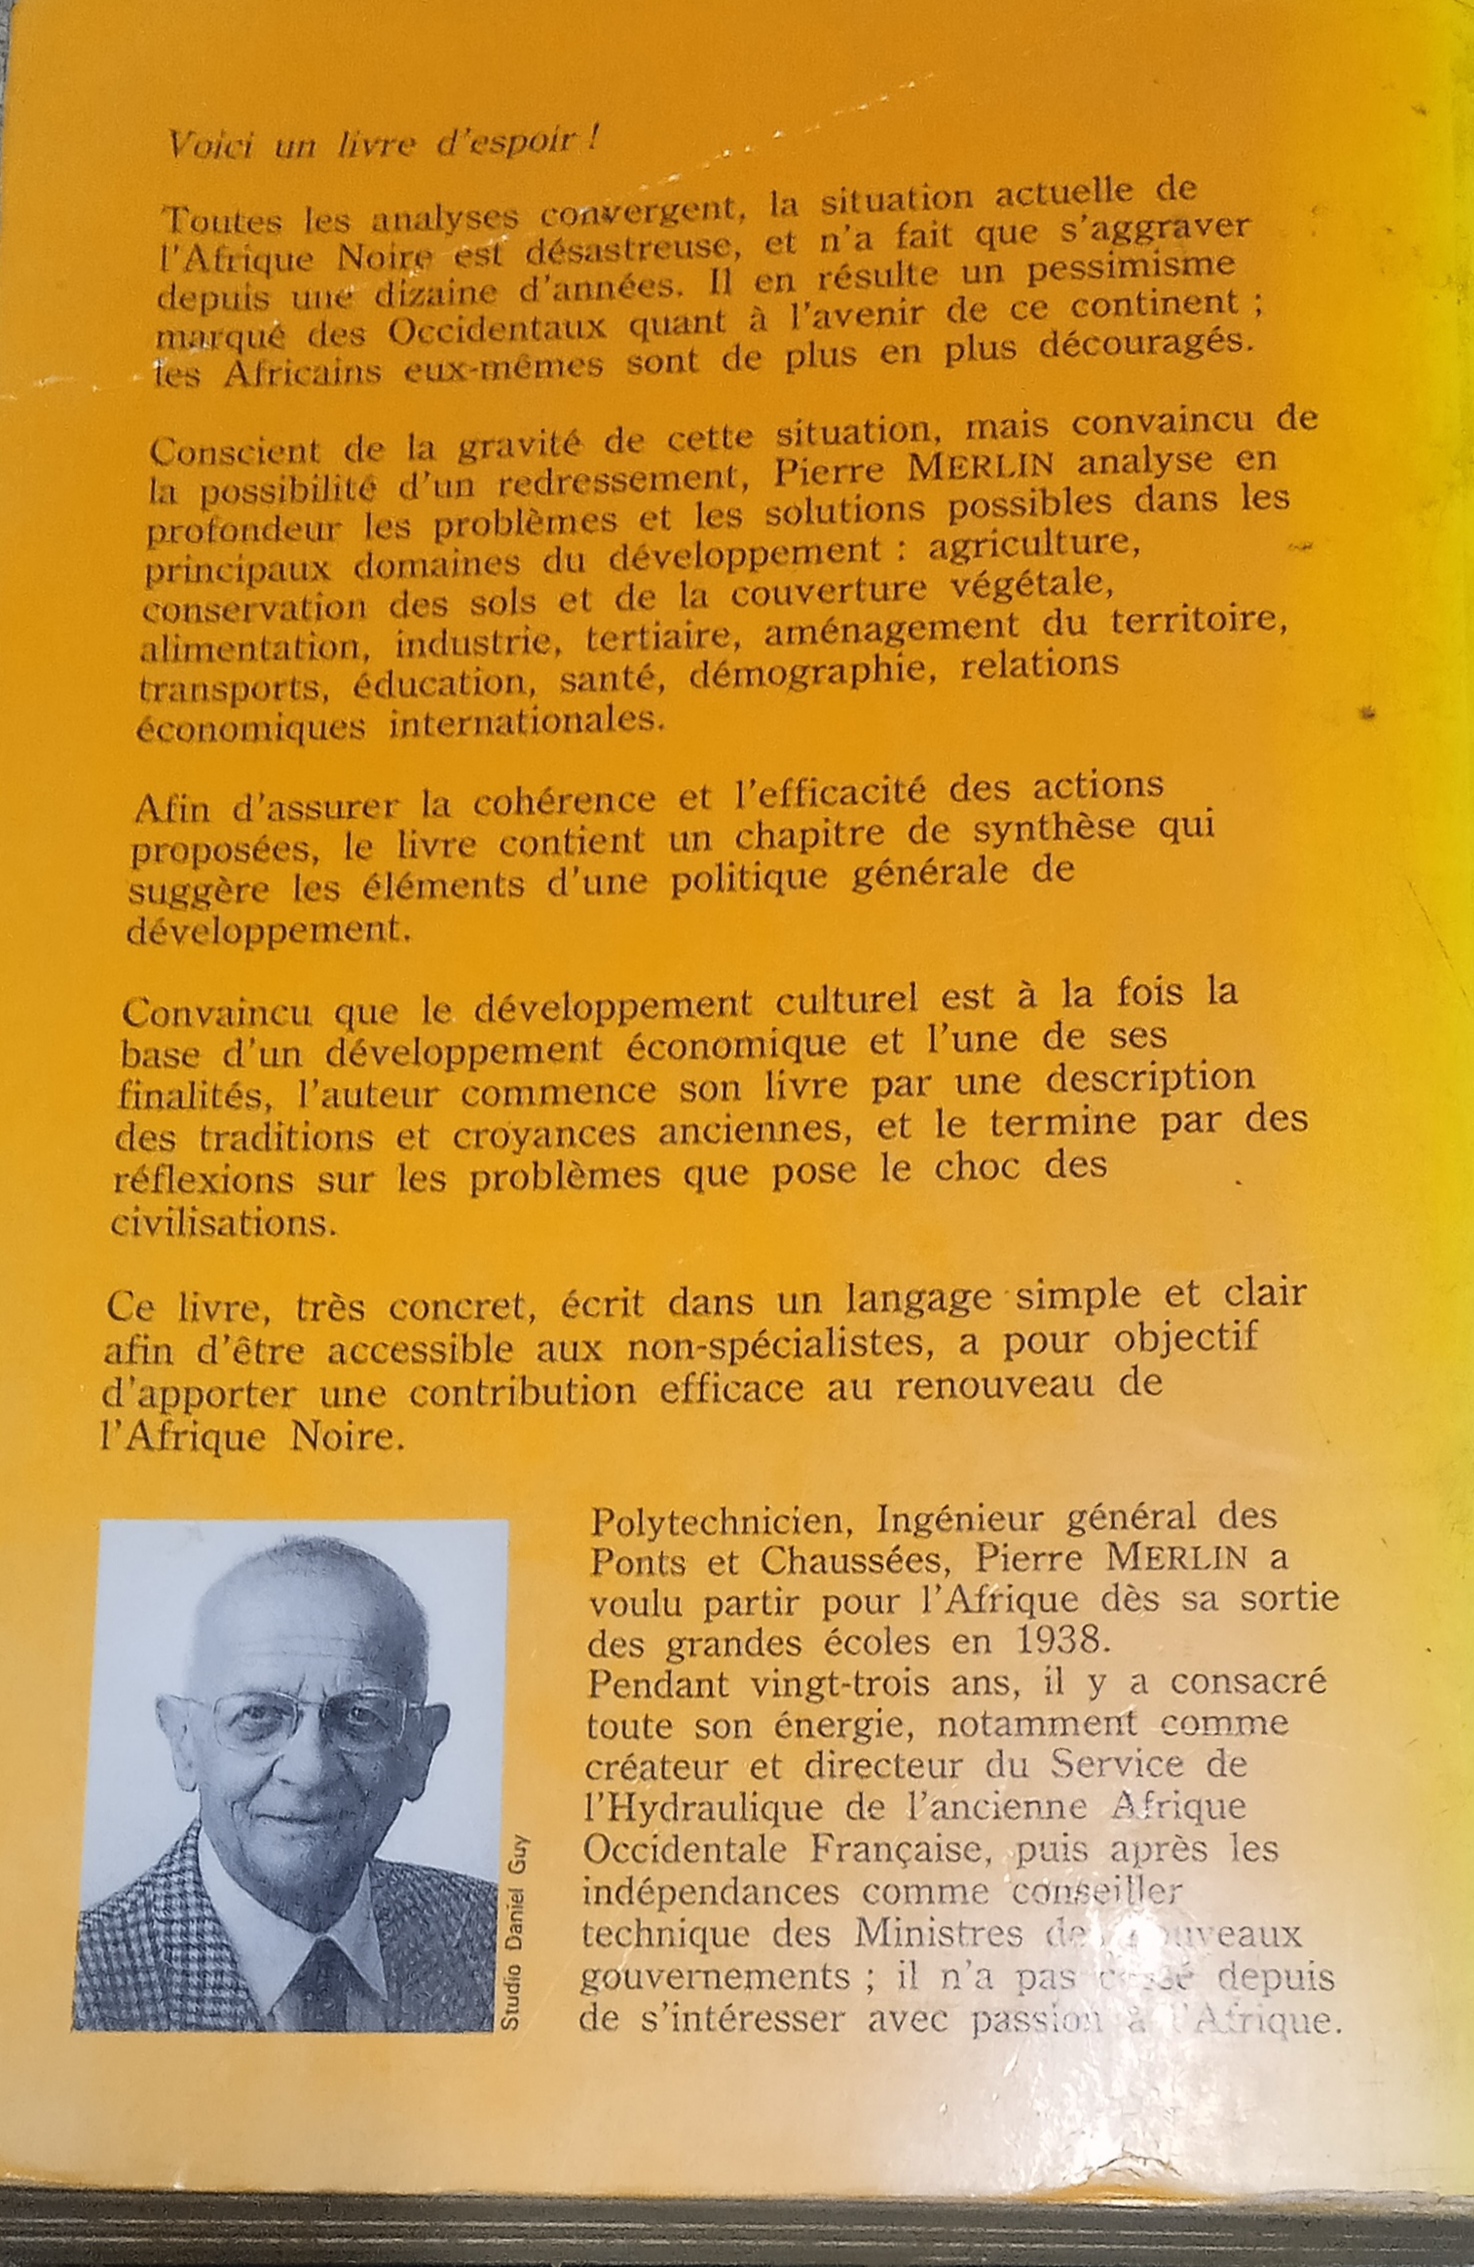 Voici un livre d'espoir !
Toutes les analyses convergent, la situation actuelle de
l'Afrique Noire est désastreuse, et n'a fait que s'aggraver
depuis une dizaine d'années. Il en résulte un pessimisme
marqué des Occidentaux quant à l'avenir de ce continent ;
les Africains eux-mêmes sont de plus en plus découragés.
Conscient de la gravité de cette situation, mais convaincu de
la possibilité d'un redressement, Pierre MERLIN analyse en
profondeur les problèmes et les solutions possibles dans les
principaux domaines du développement : agriculture,
conservation des sols et de la couverture végétale,
alimentation, industrie, tertiaire, aménagement du territoire,
transports, éducation, santé, démographie, relations
économiques internationales.
Afin d'assurer la cohérence et l'efficacité des actions
proposées, le livre contient un chapitre de synthèse qui
suggère les éléments d'une politique générale de
développement.
Convaincu que le développement culturel est à la fois la
base d'un développement économique et l'une de ses
finalités, l'auteur commence son livre par une description
des traditions et croyances anciennes, et le termine par des
réflexions sur les problèmes que pose le choc des
civilisations.
Ce livre, très concret, écrit dans un langage simple et clair
afin d'être accessible aux non-spécialistes, a pour objectif
d'apporter une contribution efficace au renouveau de
l'Afrique Noire.
Polytechnicien, Ingénieur général des
Ponts et Chaussées, Pierre MERLIN a
voulu partir pour l'Afrique dès sa sortie
des grandes écoles en 1938.
Pendant vingt-trois ans, il y a consacré
toute son énergie, notamment comme
créateur et directeur du Service de
l'Hydraulique de l'ancienne Afrique
Occidentale Française, puis après les
indépendances comme conseiller
technique des Ministres des nouveaux
gouvernements ; il n'a pas cessé depuis
de s'intéresser avec passion à l'Afrique.
Studio Daniel Guy